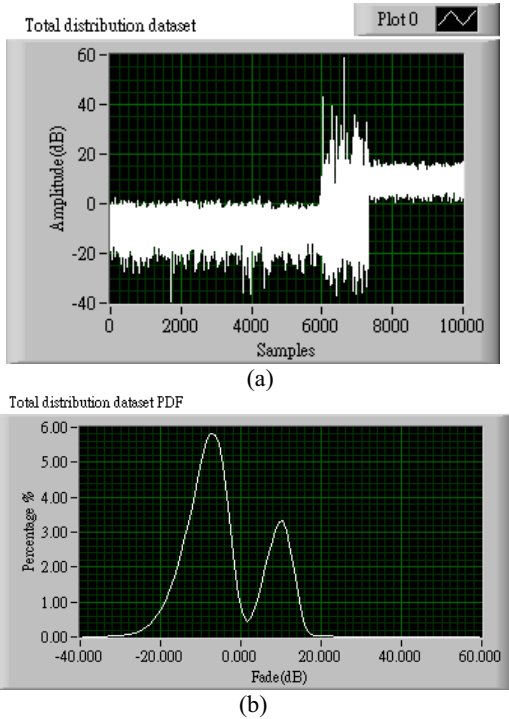 Total distribution dataset
Plot 0
60
40
20
0
-20
-40
Amplitude (dB)
0 2000 4000 6000 8000 10000
Samples
(a)
Total distribution dataset PDF
6.00
5.00
4.00
3.00
2.00
1.00
0.00
Percentage %
-40.000 -20.000 0.000 20.000 40.000 60.000
Fade(dB)
(b)